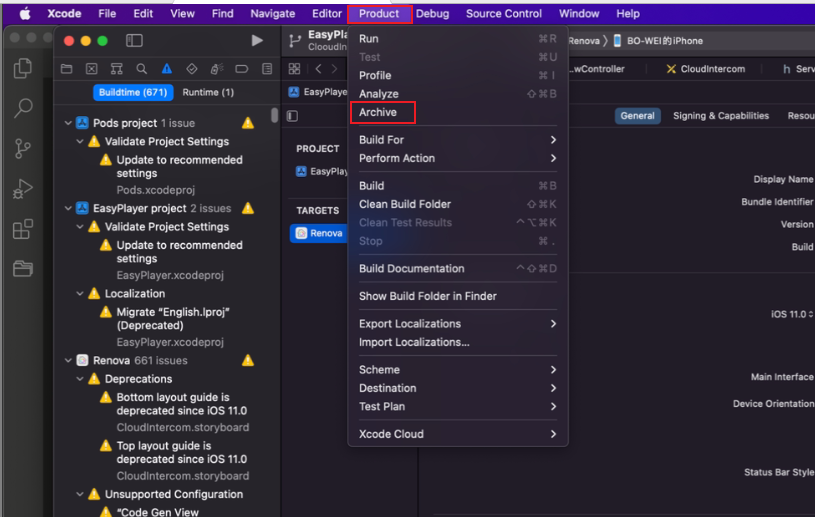 Xcode File Edit View Find Navigate Editor Product Debug Source Control Window Help
EasyPla
CloudIn
Renova BO-WEI的iPhone
..wController CloudIntercom h Serv
Buildtime (671) Runtime (1)
EasyPlayer
General Signing & Capabilities Resou
Pods project 1 issue
Validate Project Settings
Update to recommended
settings
Pods.xcodeproj
EasyPlayer project 2 issues
Validate Project Settings
Update to recommended
settings
EasyPlayer.xcodeproj
Localization
Migrate “English.lproj”
(Deprecated)
EasyPlayer.xcodeproj
Renova 661 issues
Deprecations
Bottom layout guide is
deprecated since iOS 11.0
CloudIntercom.storyboard
Top layout guide is
deprecated since iOS 11.0
CloudIntercom.storyboard
Unsupported Configuration
“Code Gen View
PROJECT
EasyPlay
TARGETS
Renova
Run ⌘R
Test ⌘U
Profile ⌘I
Analyze ⇧⌘B
Archive
Build For
Perform Action
Build ⌘B
Clean Build Folder ⇧⌘K
Clean Test Results ^⌥⌘K
Stop ⌘.
Build Documentation ^⇧⌘D
Show Build Folder in Finder
Export Localizations
Import Localizations...
Scheme
Destination
Test Plan
Xcode Cloud
Display Name
Bundle Identifier
Version
Build
iOS 11.0
Main Interface
Device Orientation
Status Bar Style